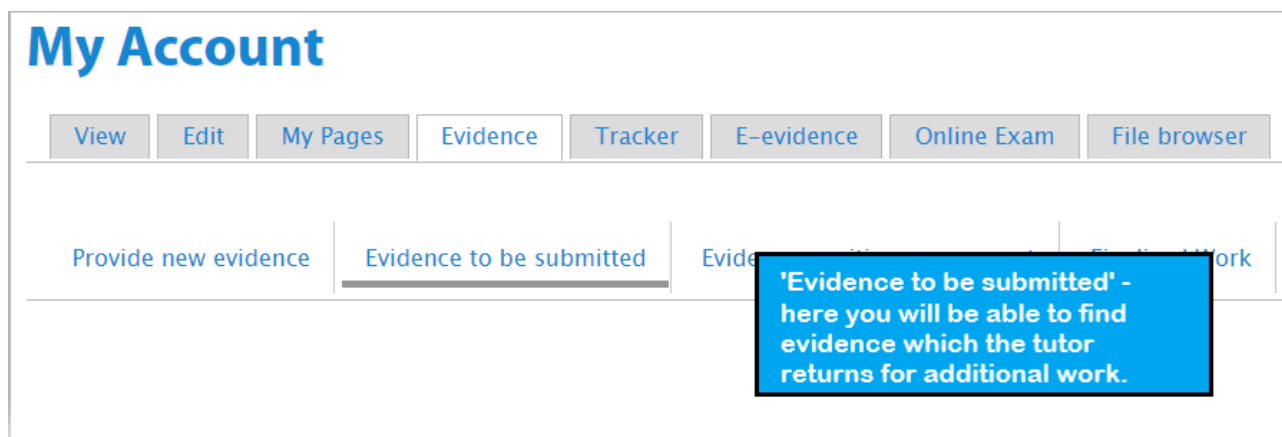 My Account
View Edit My Pages Evidence Tracker E-evidence Online Exam File browser
Provide new evidence Evidence to be submitted
'Evidence to be submitted' -
here you will be able to find
evidence which the tutor
returns for additional work.